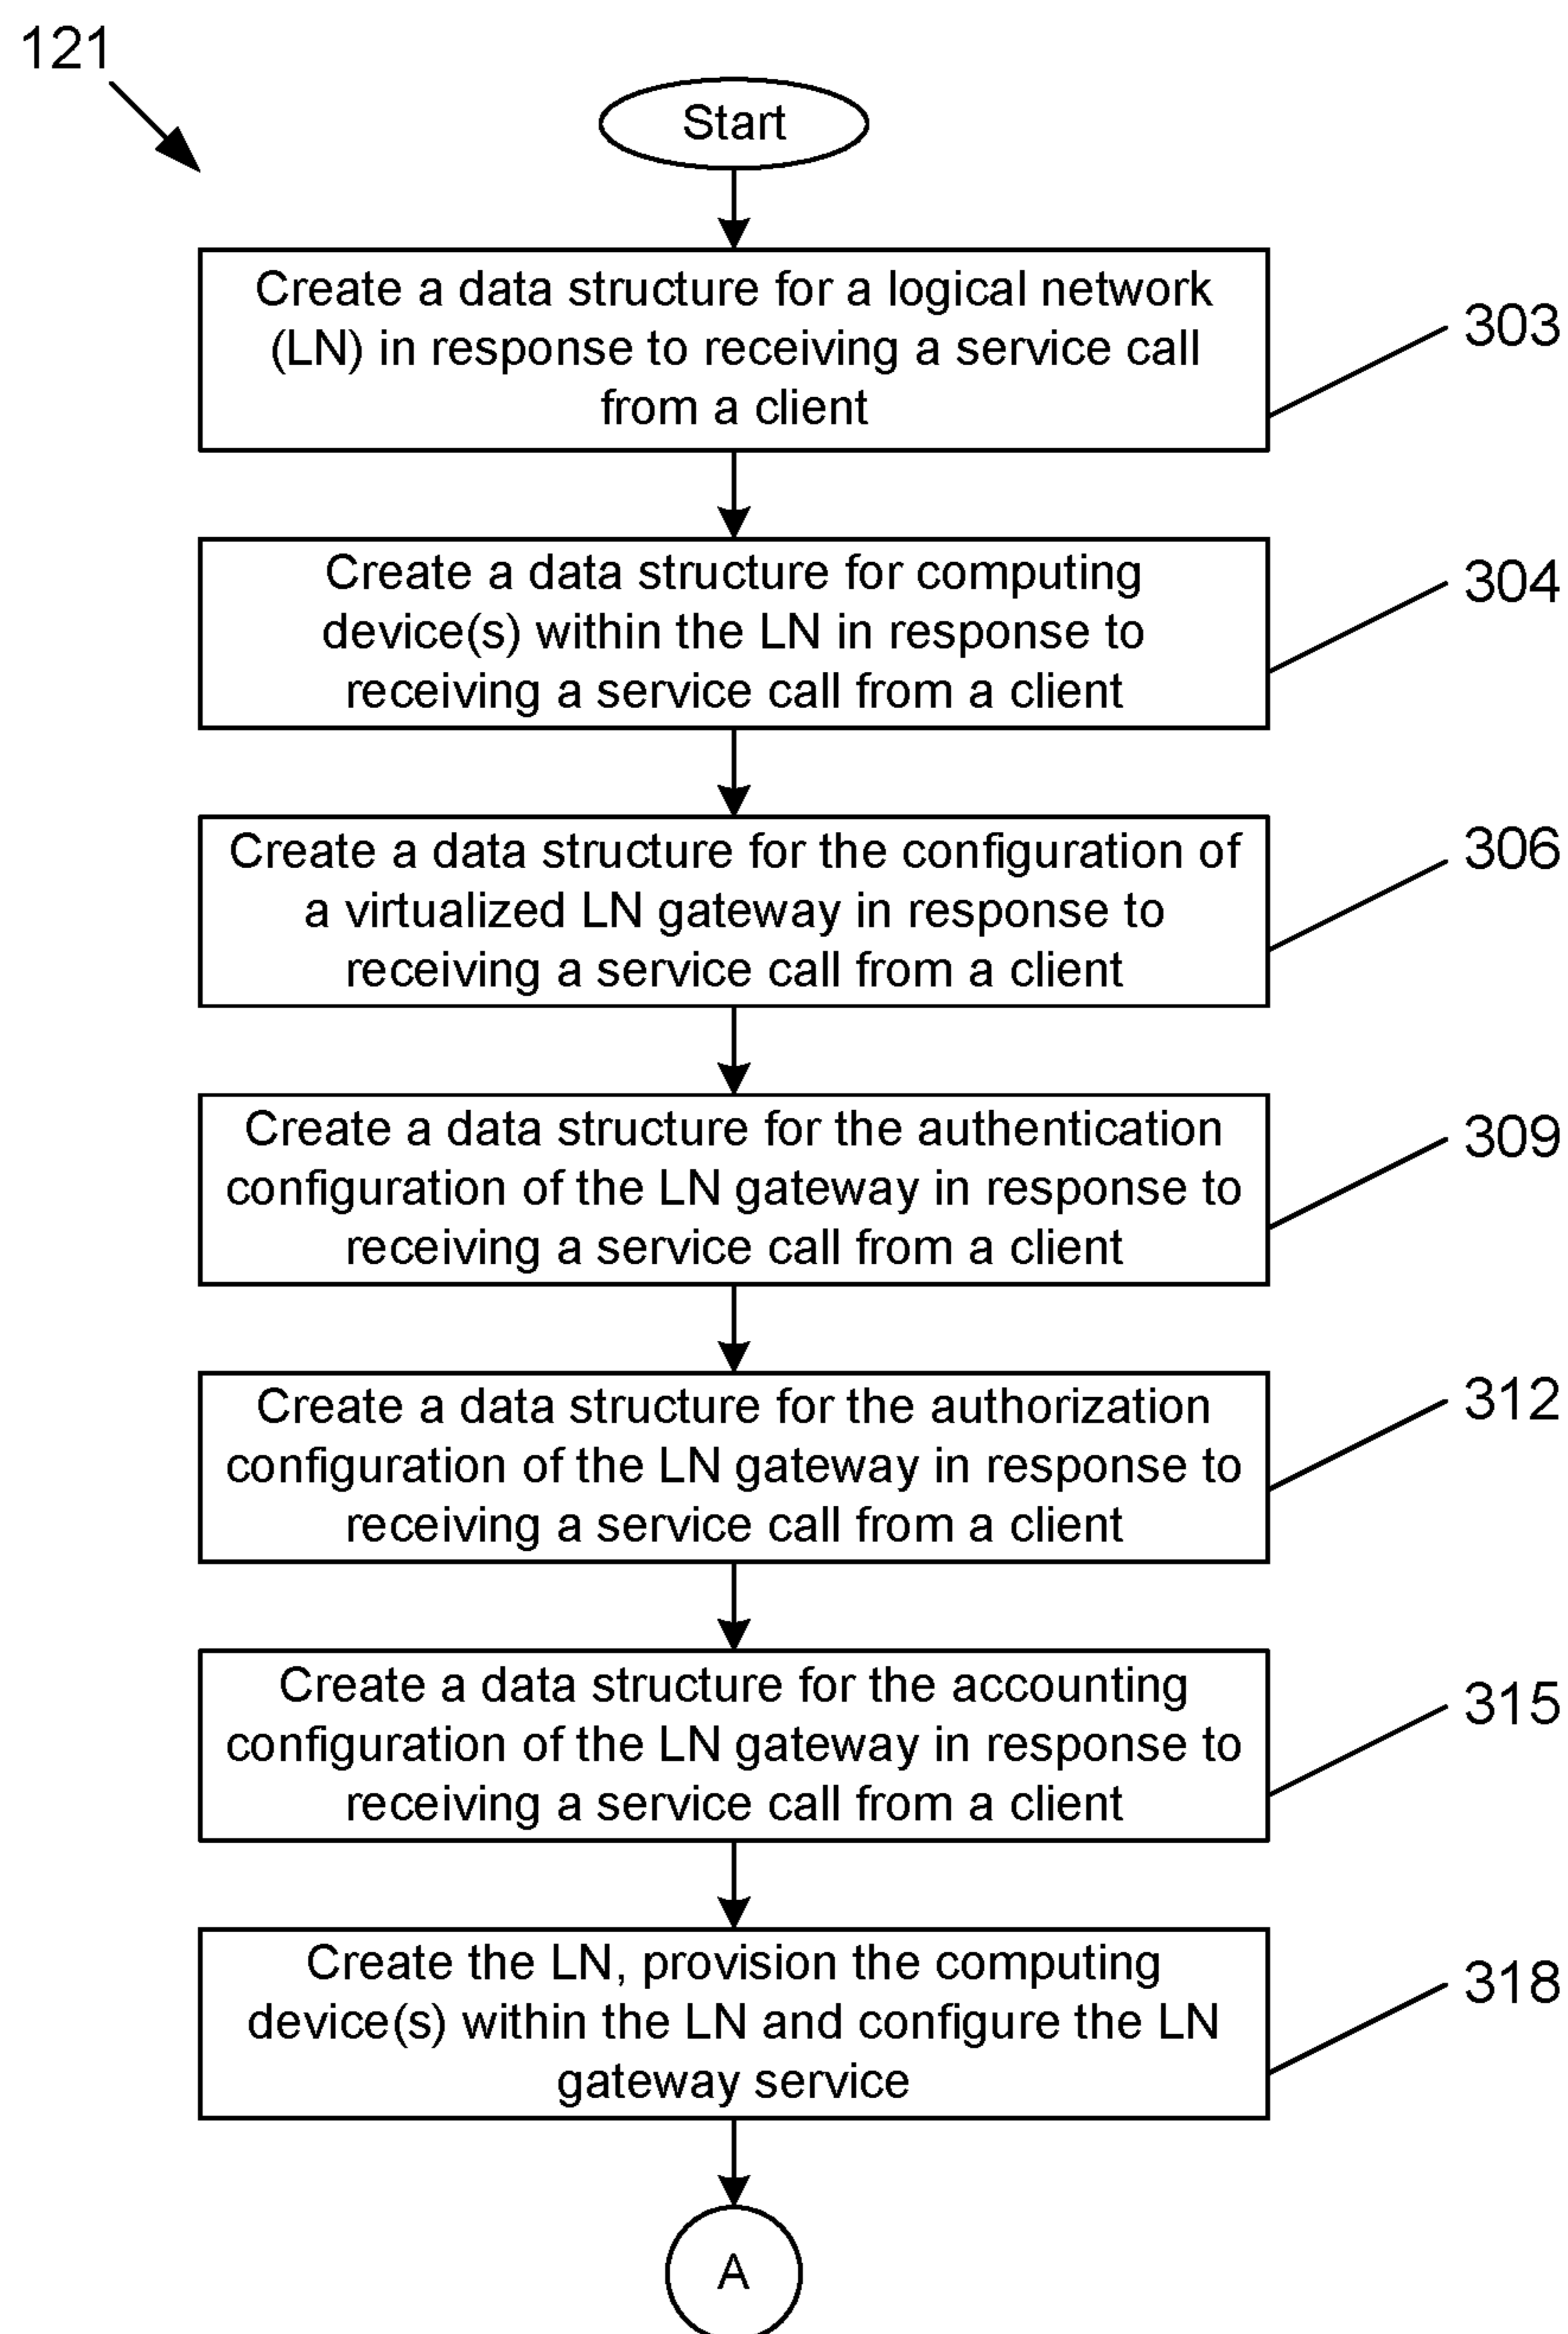 121
Start
Create a data structure for a logical network
(LN) in response to receiving a service call
from a client
303
Create a data structure for computing
device(s) within the LN in response to
receiving a service call from a client
304
Create a data structure for the configuration of
a virtualized LN gateway in response to
receiving a service call from a client
306
Create a data structure for the authentication
configuration of the LN gateway in response to
receiving a service call from a client
309
Create a data structure for the authorization
configuration of the LN gateway in response to
receiving a service call from a client
312
Create a data structure for the accounting
configuration of the LN gateway in response to
receiving a service call from a client
315
Create the LN, provision the computing
device(s) within the LN and configure the LN
gateway service
318
A